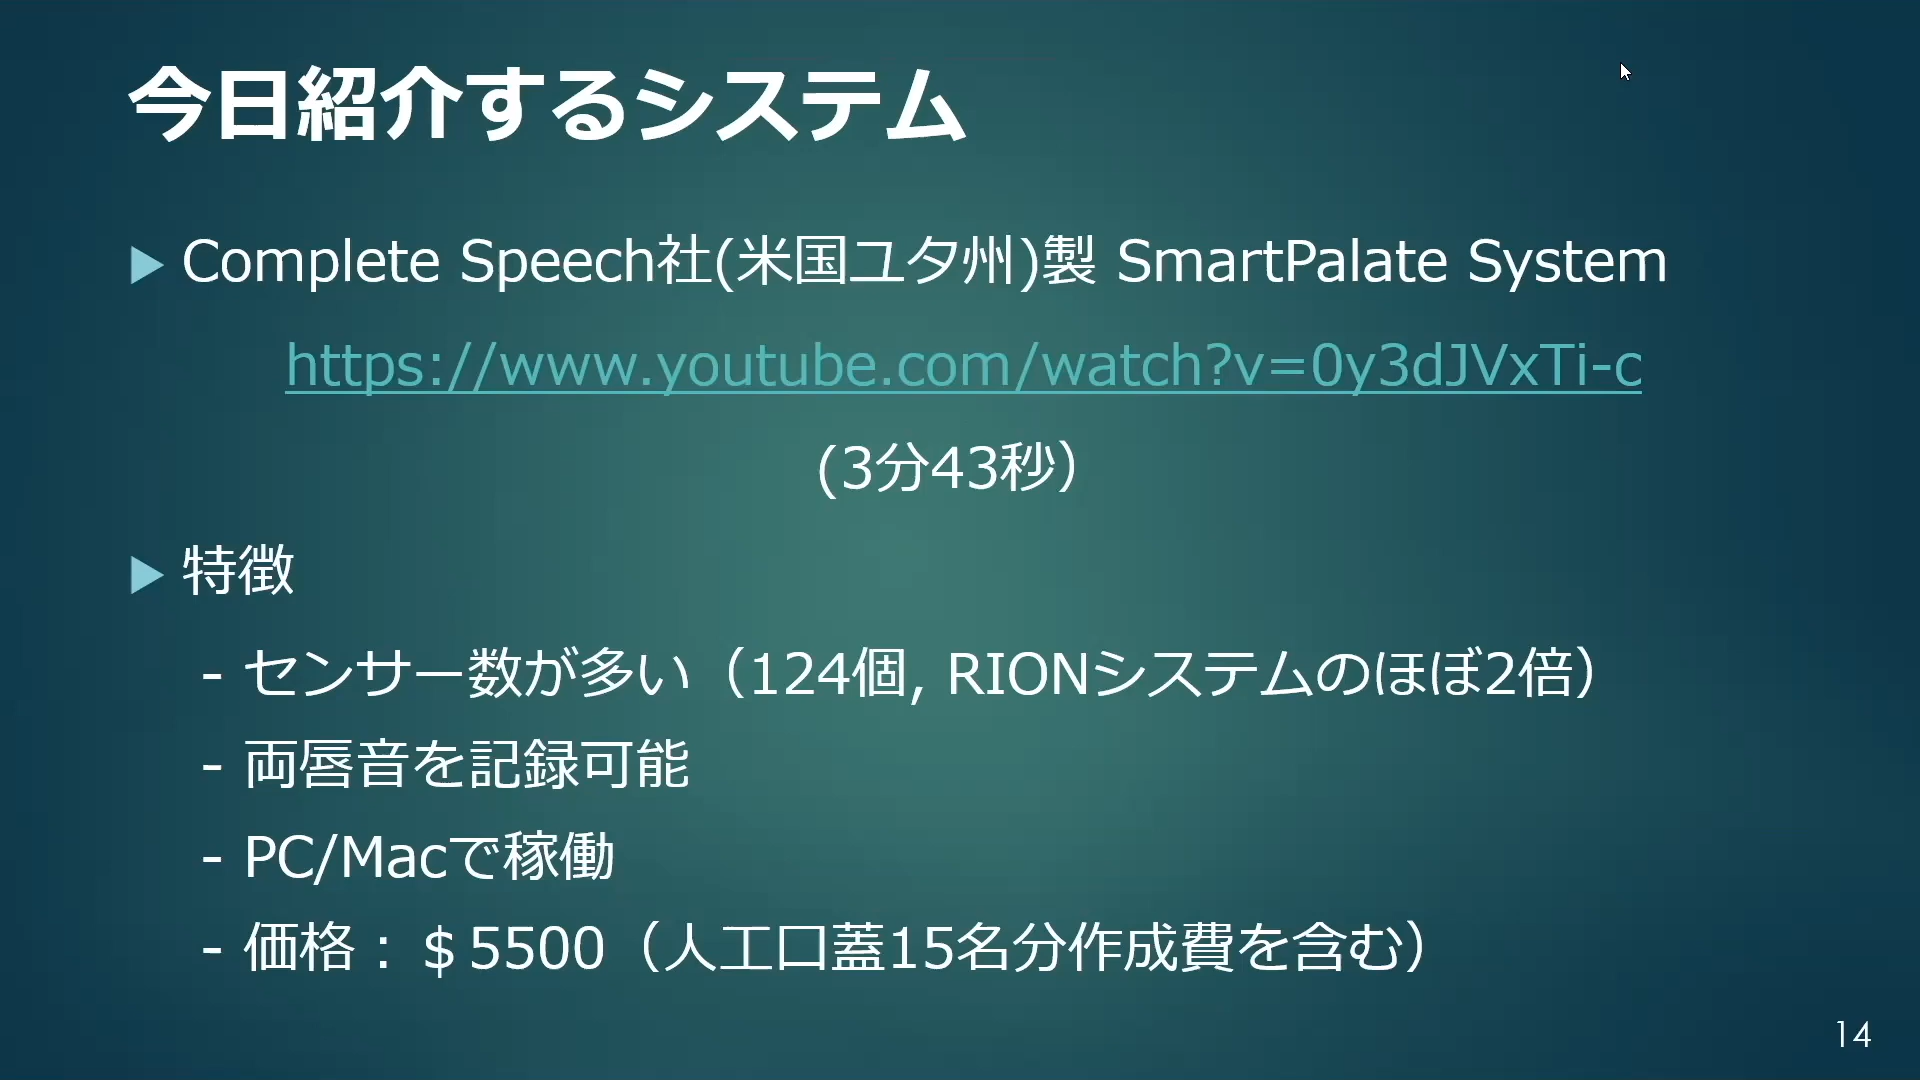 今日紹介するシステム
▶ Complete Speech社(米国ユタ州)製 SmartPalate System
https://www.youtube.com/watch?v=0y3dJVxTi-c
(3分43秒）
▶ 特徴
- センサー数が多い（124個, RIONシステムのほぼ2倍）
- 両唇音を記録可能
- PC/Macで稼働
- 価格：＄5500（人工口蓋15名分作成費を含む）
14